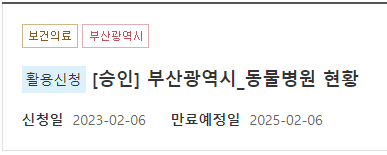 보건의료 부산광역시
활용신청 [승인] 부산광역시_동물병원 현황
신청일 2023-02-06 만료예정일 2025-02-06